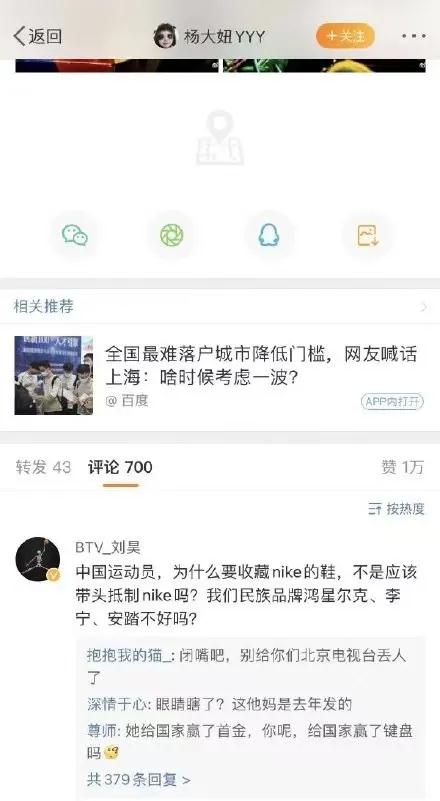 返回
杨大妞YYY
+关注
相关推荐
全国最难落户城市降低门槛，网友喊话
上海：啥时候考虑一波？
@ 百度
APP内打开
转发 43 评论 700 赞 1万
按热度
BTV_刘昊
中国运动员，为什么要收藏nike的鞋，不是应该
带头抵制nike吗？我们民族品牌鸿星尔克、李
宁、安踏不好吗？
抱抱我的猫_: 闭嘴吧，别给你们北京电视台丢人
了
深情于心: 眼睛瞎了？这他妈是去年发的
尊师: 她给国家赢了首金，你呢，给国家赢了键盘
吗
共379条回复 >